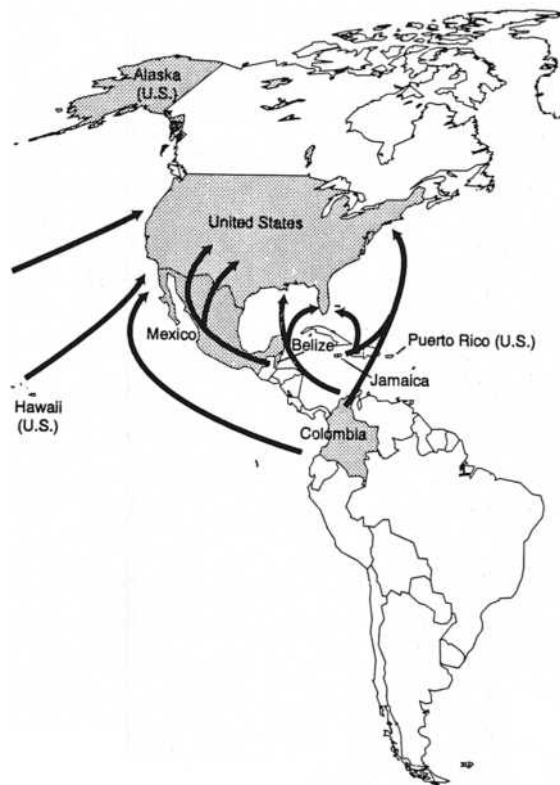 Alaska
(U.S.)
United States
Mexico
Belize
Puerto Rico (U.S.)
Jamaica
Hawaii
(U.S.)
Colombia